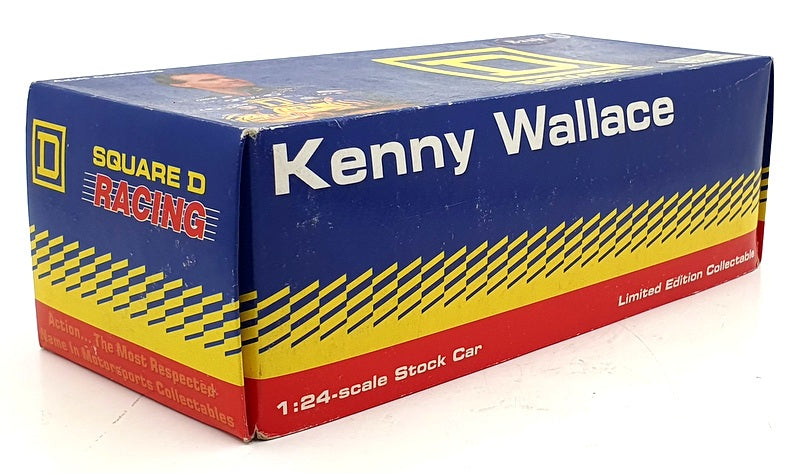 D
SQUARE D
RACING
Action... The Most Respected
Name in Motorsports Collectables
D
Kenny Wallace
1:24-scale Stock Car
Limited Edition Collectable